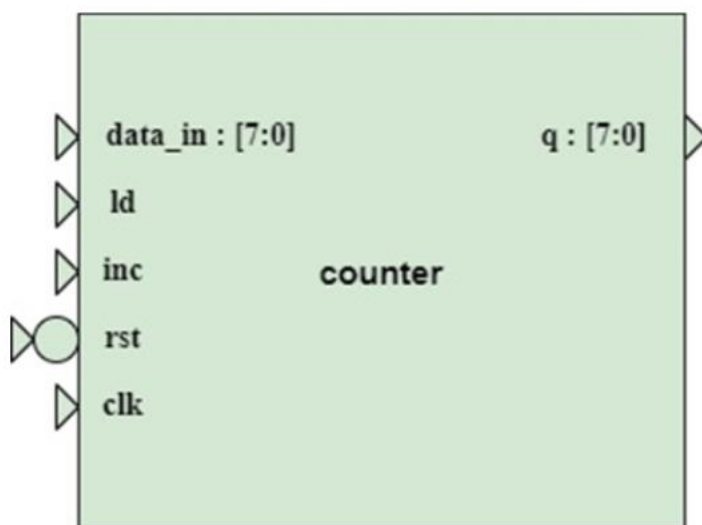 data_in : [7:0]
q : [7:0]
ld
inc
counter
rst
clk